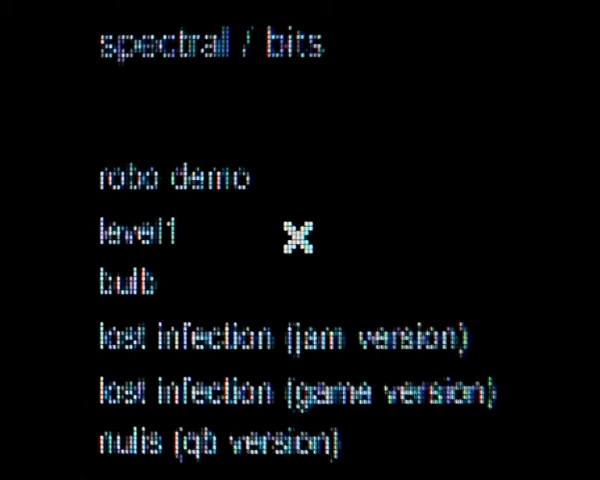 spectrall / bits
robo demo
level1
bulb
lost infection (jam version)
lost infection (game version)
nulis (qb version)